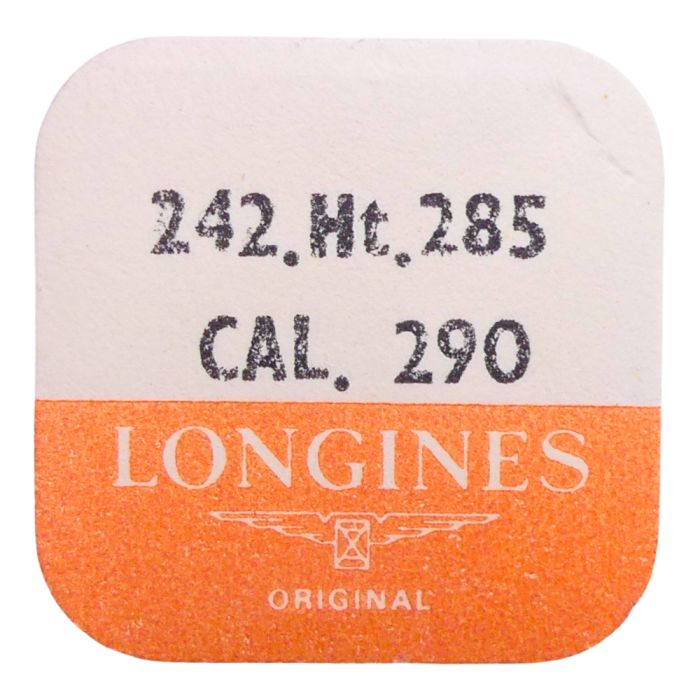 242.Ht.285
CAL. 290
LONGINES
ORIGINAL